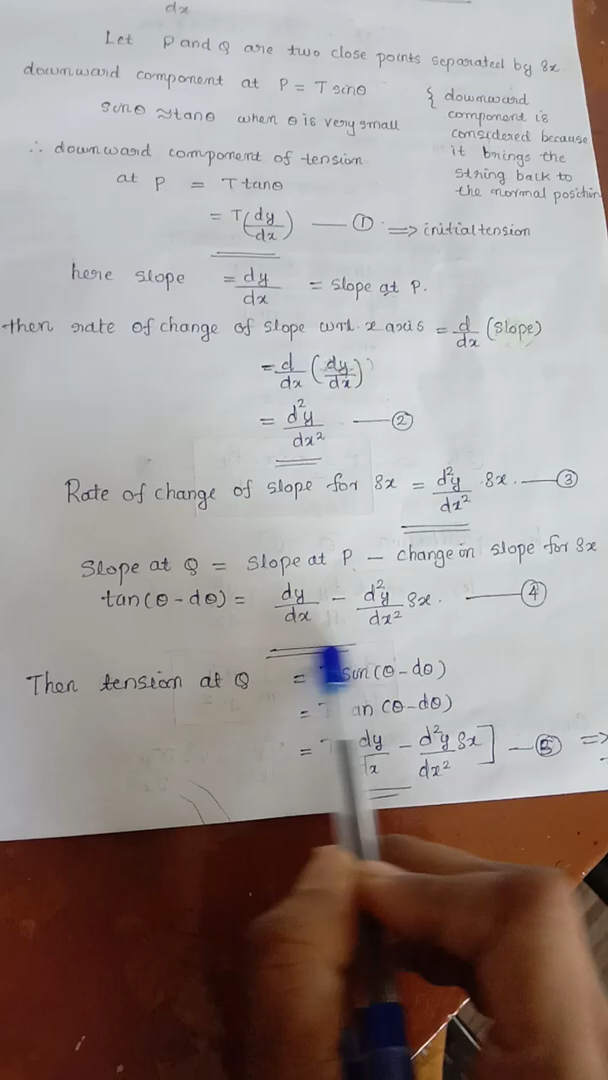 dx
Let P and Q are two close points separated by δx
downward component at P = T sinθ
sinθ ≈ tanθ when θ is very small
{ downward
component is
considered because
it brings the
string back to
the normal position
∴ downward component of tension
at P = T tanθ
= T(dy/dx) — ① => initial tension
here slope = dy/dx = slope at P.
then rate of change of slope w.r.t. x axis = d/dx (slope)
= d/dx (dy/dx)
= d²y/dx² — ②
Rate of change of slope for δx = d²y/dx² . δx. — ③
Slope at Q = Slope at P – change in slope for δx
tan(θ-dθ) = dy/dx – d²y/dx² δx. — ④
Then tension at Q = T sin(θ-dθ)
= T an (θ-dθ)
= T dy/dx – d²y/dx² δx] — ⑤ =>